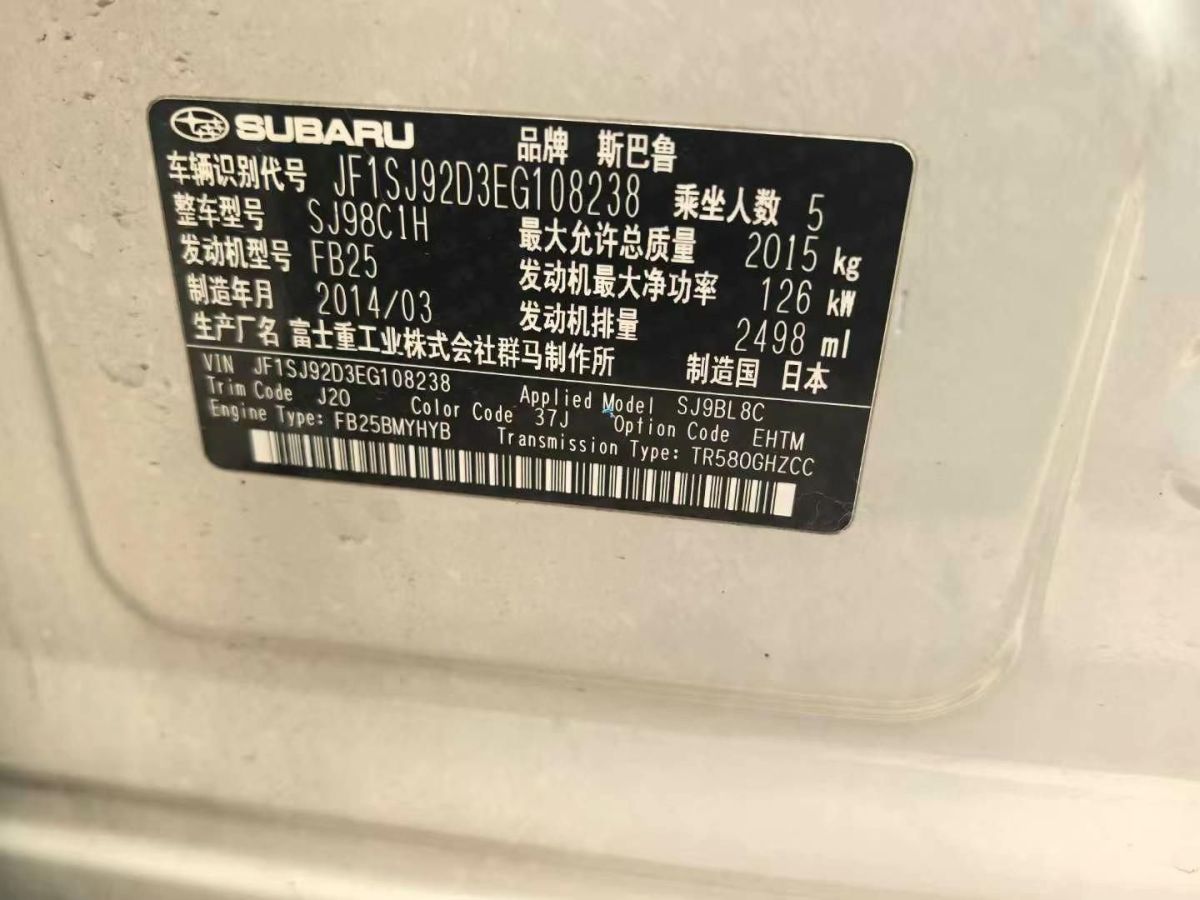 SUBARU 品牌 斯巴鲁
车辆识别代号 JF1SJ92D3EG108238 乘坐人数 5
整车型号 SJ98C1H 最大允许总质量 2015 kg
发动机型号 FB25 发动机最大净功率 126 kW
制造年月 2014/03 发动机排量 2498 ml
生产厂名 富士重工业株式会社群马制作所 制造国 日本
VIN JF1SJ92D3EG108238 Applied Model SJ9BL8C
Trim Code J20 Color Code 37J Option Code EHTM
Engine Type: FB25BMYHYB Transmission Type: TR580GHZCC